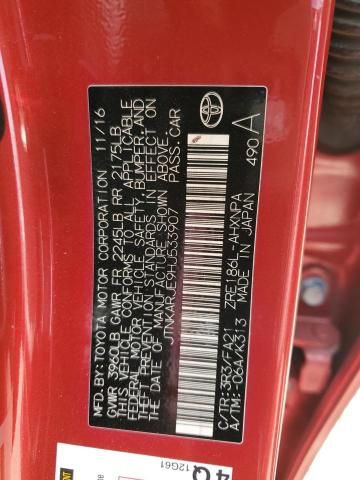 MFD. BY: TOYOTA MOTOR CORPORATION 11/16
GVWR 3960LB GAWR FR 2245LB RR 2175LB
THIS VEHICLE CONFORMS TO ALL APPLICABLE
FEDERAL MOTOR VEHICLE SAFETY, BUMPER, AND
THEFT PREVENTION STANDARDS IN EFFECT ON
THE DATE OF MANUFACTURE SHOWN ABOVE.
JTNKARJE9HJ533907 PASS.CAR
C/TR:3R3/FA21 ZRE186L-AHXNPA 490 A
A/TM:-06A/K313 MADE IN JAPAN
4Q
12G61